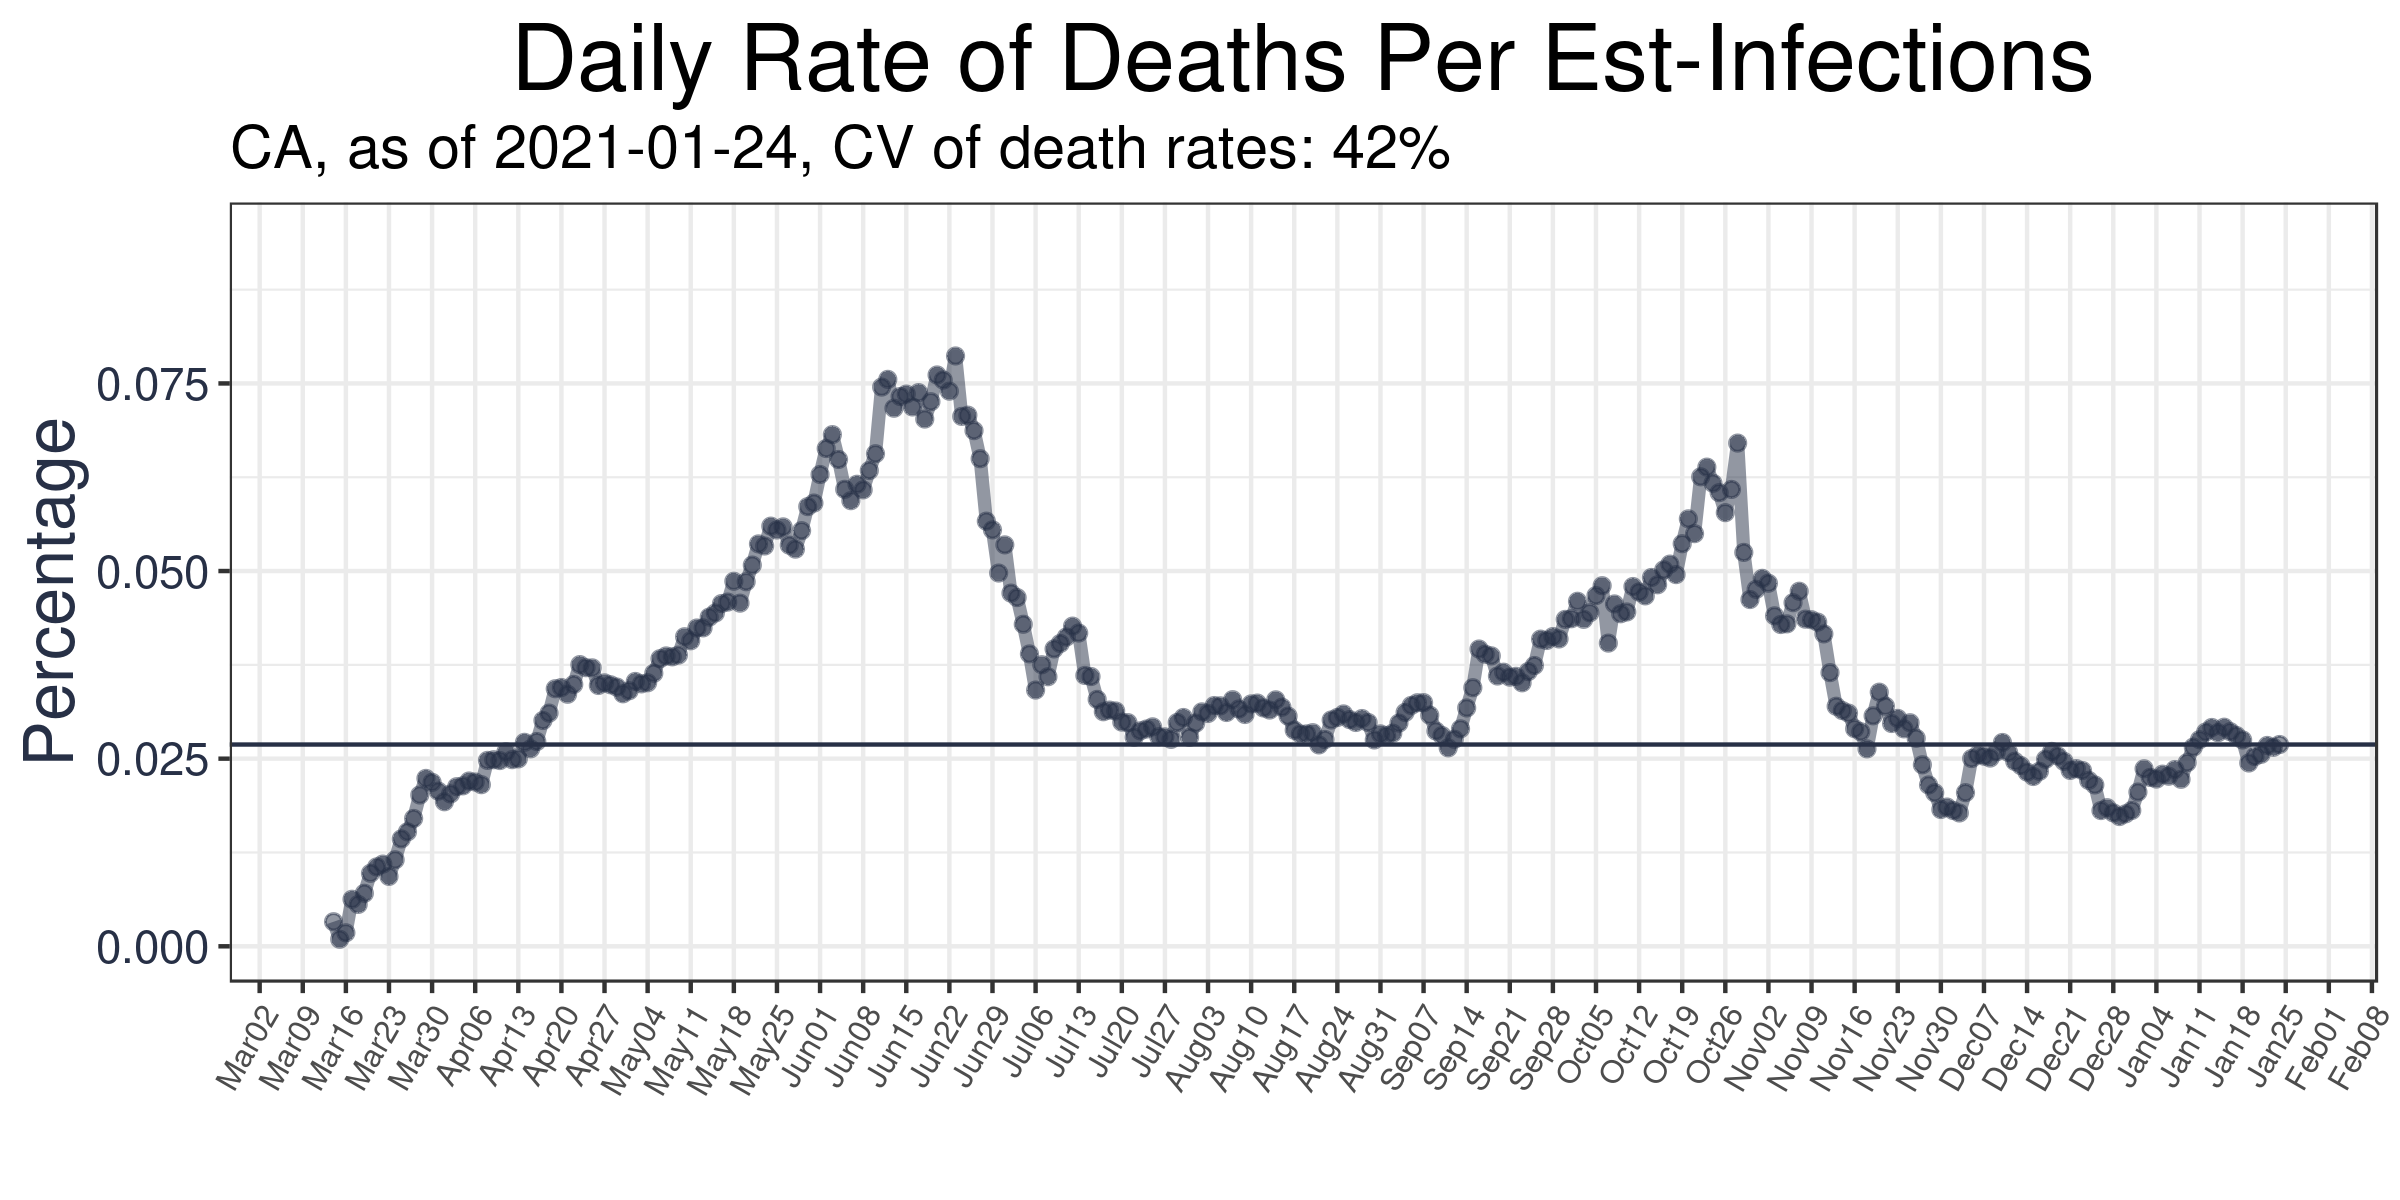 Daily Rate of Deaths Per Est-Infections
CA, as of 2021-01-24, CV of death rates: 42%
Percentage
0.075
0.050
0.025
0.000
Mar02 Mar09 Mar16 Mar23 Mar30 Apr06 Apr13 Apr20 Apr27 May04 May11 May18 May25 Jun01 Jun08 Jun15 Jun22 Jun29 Jul06 Jul13 Jul20 Jul27 Aug03 Aug10 Aug17 Aug24 Aug31 Sep07 Sep14 Sep21 Sep28 Oct05 Oct12 Oct19 Oct26 Nov02 Nov09 Nov16 Nov23 Nov30 Dec07 Dec14 Dec21 Dec28 Jan04 Jan11 Jan18 Jan25 Feb01 Feb08